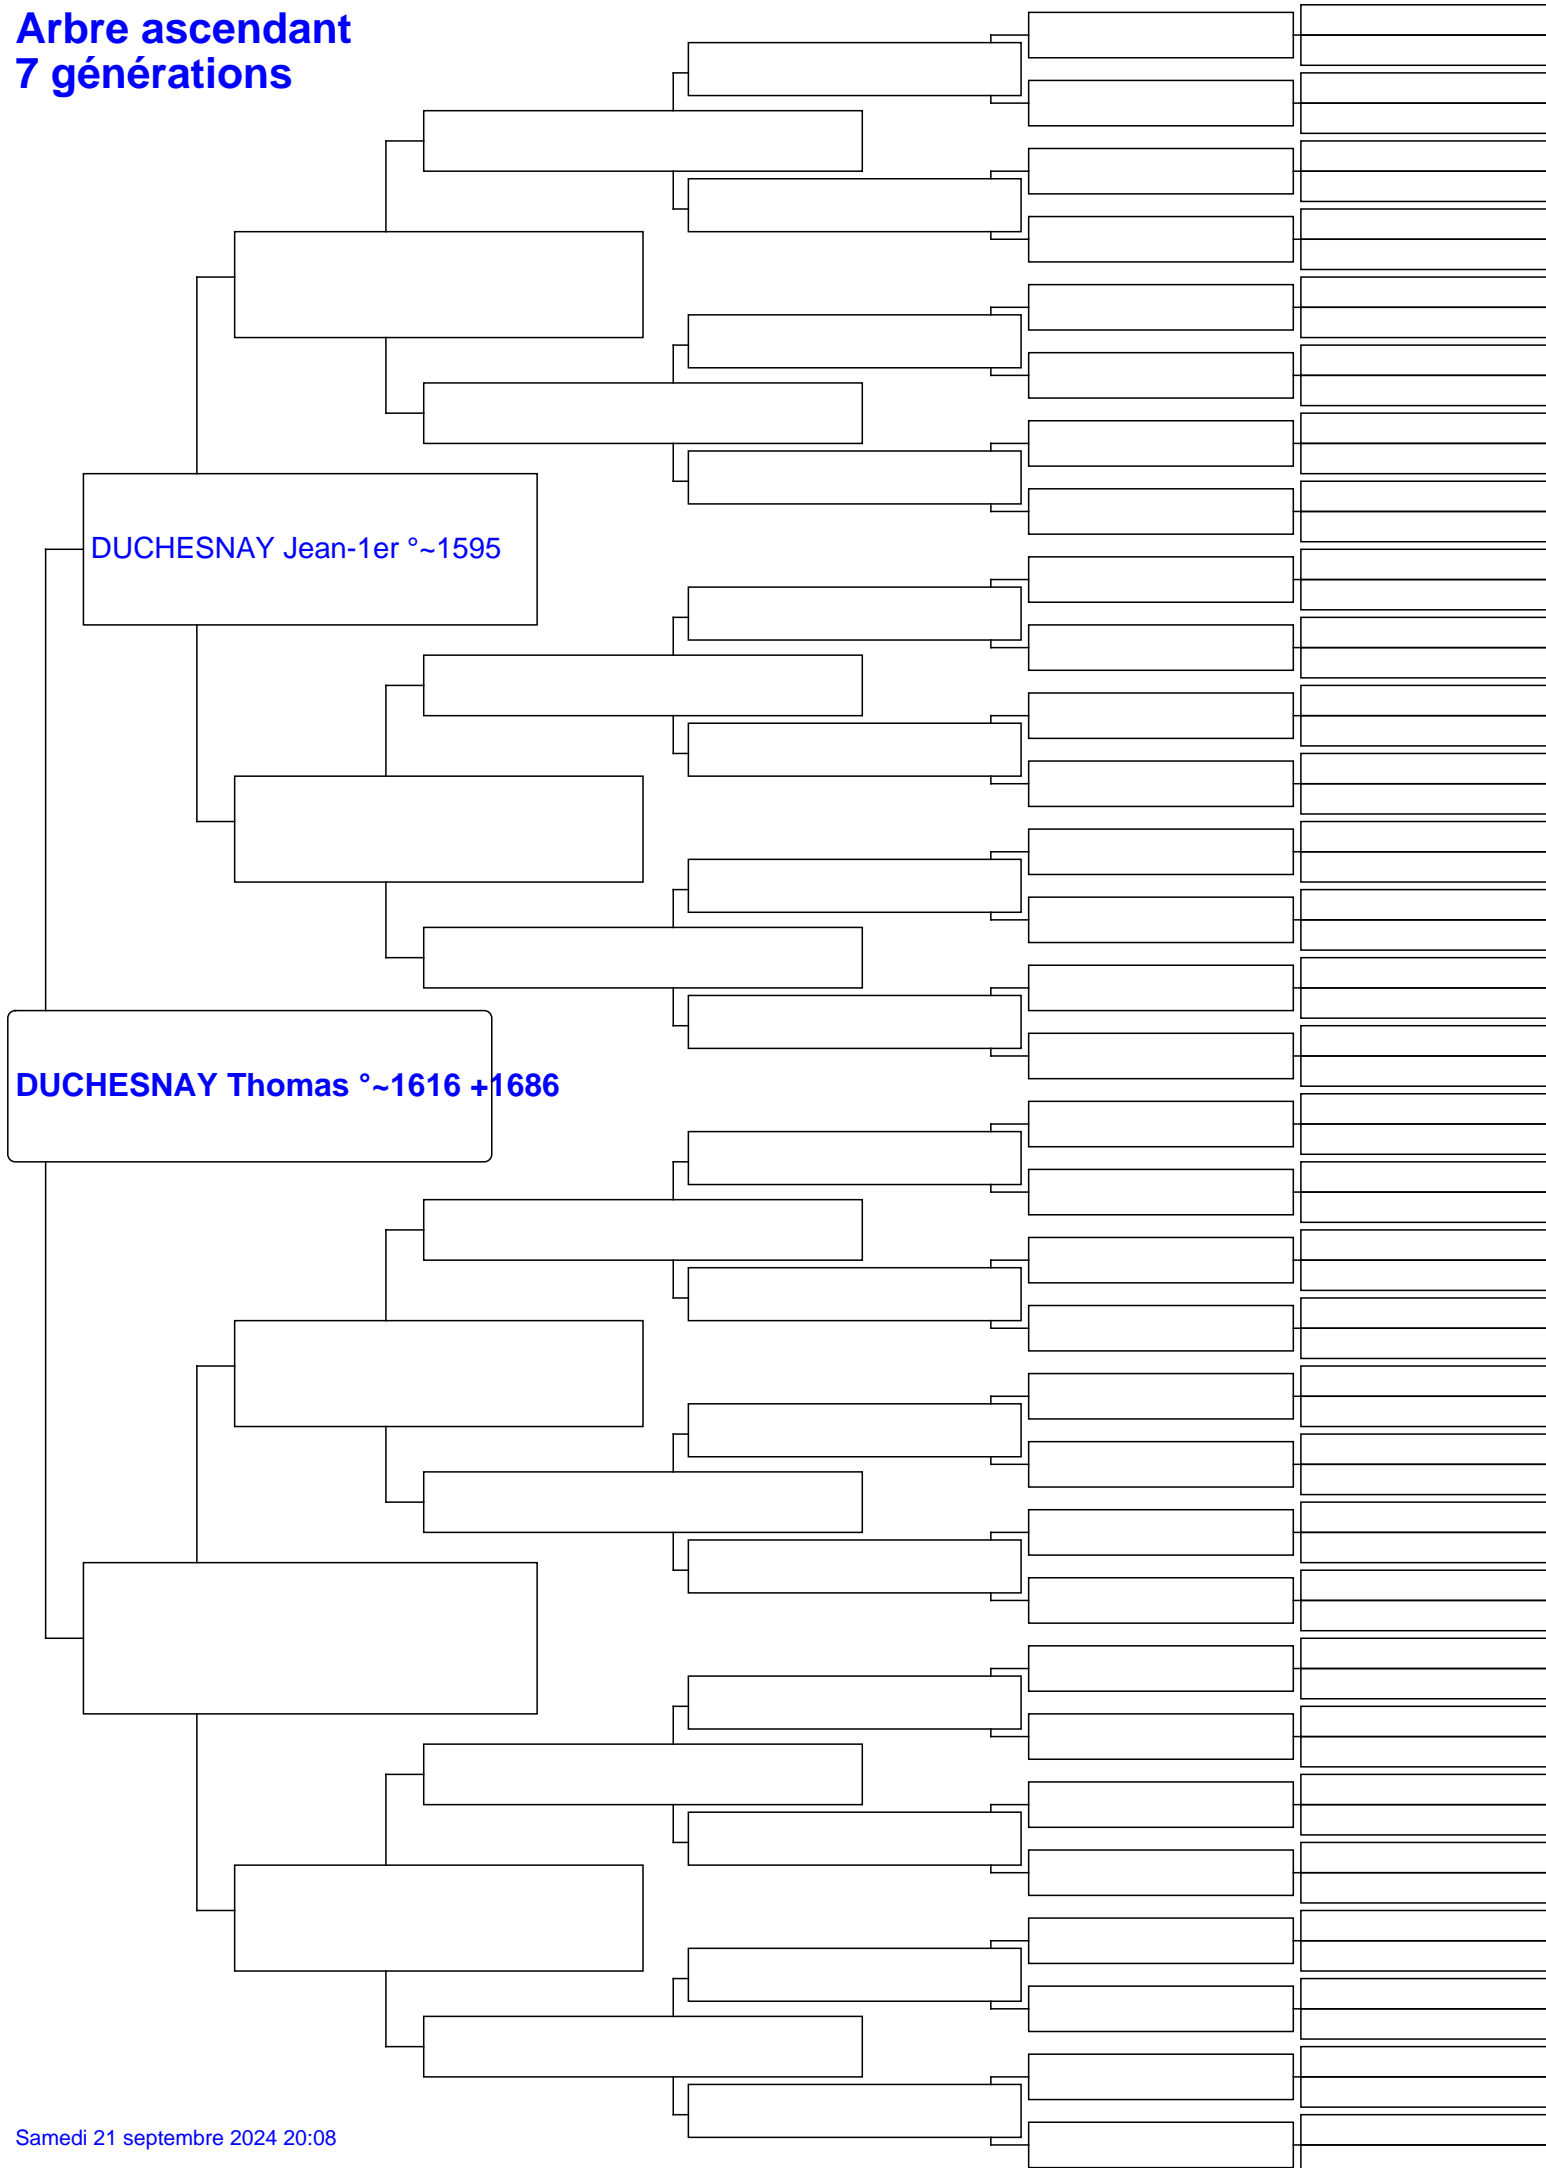 Arbre ascendant
7 générations
DUCHESNAY Jean-1er °~1595
DUCHESNAY Thomas °~1616 +1686
Samedi 21 septembre 2024 20:08